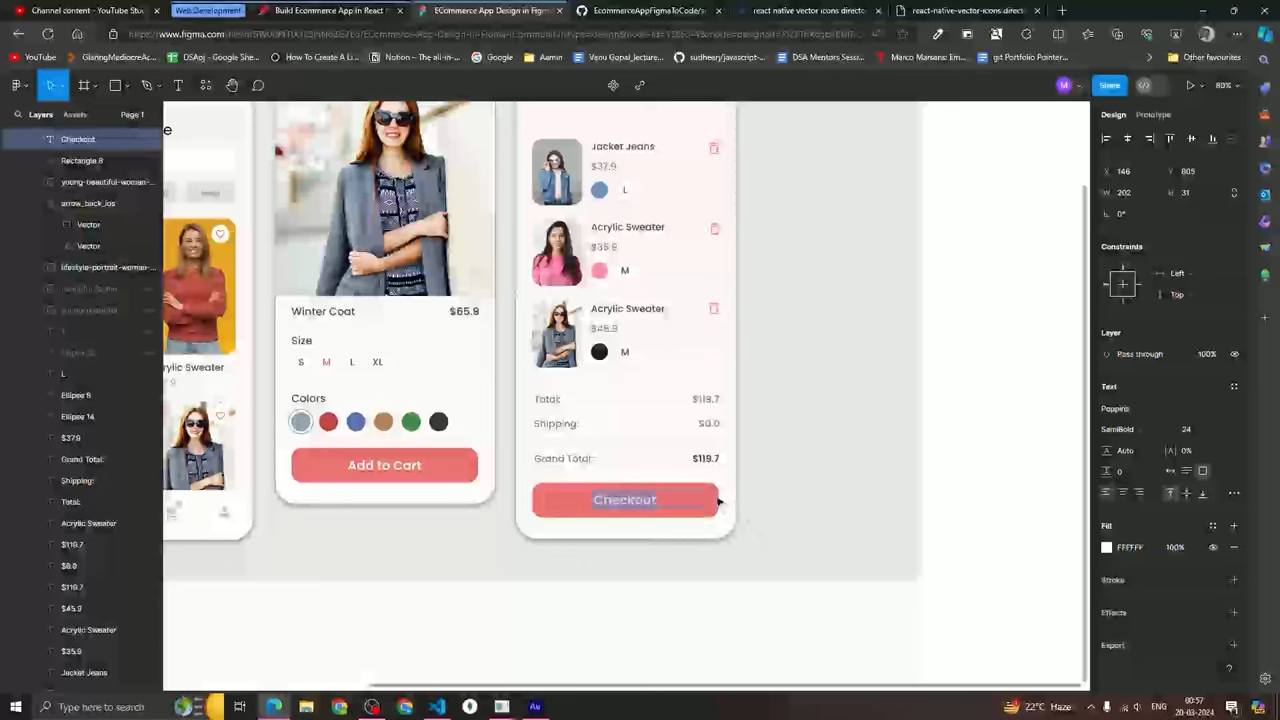 Channel content - YouTube Stu
Web Development
Build Ecommerce App in React
ECommerce App Design in Figm
EcommerceAppFigmaToCode/s
react native vector icons directo
react-native-vector-icons direct
YouTube
GlaringMediocreAc...
DSAoj - Google She...
How To Create A Li...
Notion – The all-in-...
Google
Aamin
Venu Gopal_lecture...
sudheerj/javascript-...
DSA Mentors Sessi...
Marco Marsans: Em...
git Portfolio Pointer...
Other favourites
Share
80%
Layers
Assets
Page 1
Design
Prototype
Checkout
Rectangle 8
young-beautiful-woman-...
arrow_back_ios
Vector
Vector
lifestyle-portrait-woman-...
L
Ellipse 8
Ellipse 14
$37.9
Grand Total:
Shipping:
Total:
Acrylic Sweater
$119.7
$0.0
$119.7
$45.9
Acrylic Sweater
$35.9
Jacket Jeans
e
rylic Sweater
Winter Coat
$65.9
Size
S
M
L
XL
Colors
Add to Cart
Jacket Jeans
$37.9
L
Acrylic Sweater
$35.9
M
Acrylic Sweater
$45.9
M
Total:
$119.7
Shipping:
$0.0
Grand Total:
$119.7
Checkout
X 146
Y 805
W 202
H 31
0°
Constraints
Left
Top
Layer
Pass through
100%
Text
Poppins
SemiBold
24
Auto
0%
0
Fill
FFFFFF
100%
Stroke
Effects
Export
?
Type here to search
22°C Haze
ENG
00:57
20-03-2024